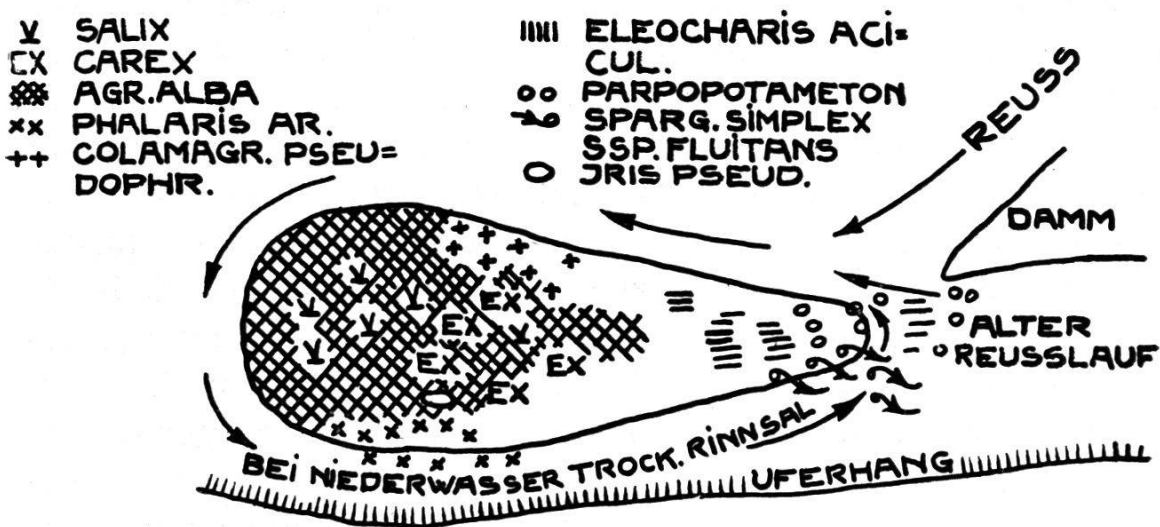 SALIX
EX CAREX
AGR. ALBA
PHALARIS AR.
COLAMAGR. PSEU=
DOPHR.
ELEOCHARIS ACI=
CUL.
PARPOPOTAMETON
SPARG. SIMPLEX
SSP. FLUITANS
JRIS PSEUD.
REUSS
DAMM
ALTER
REUSSLAUF
EX
EX
EX
EX
EX
BEI NIEDERWASSER TROCK. RINNSAL
UFERHANG